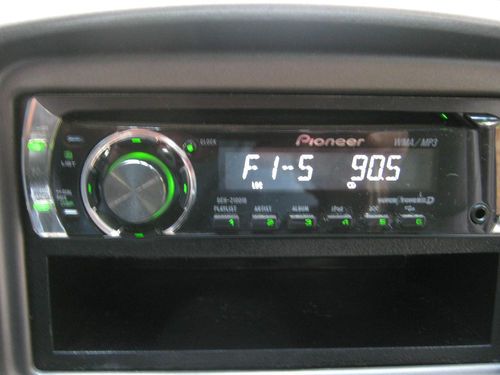 CLOCK
Pioneer WMA/MP3
LIST
F1-5 90.5
LOC
PLAYLIST ARTIST ALBUM iPod
1 2 3 4 5 6